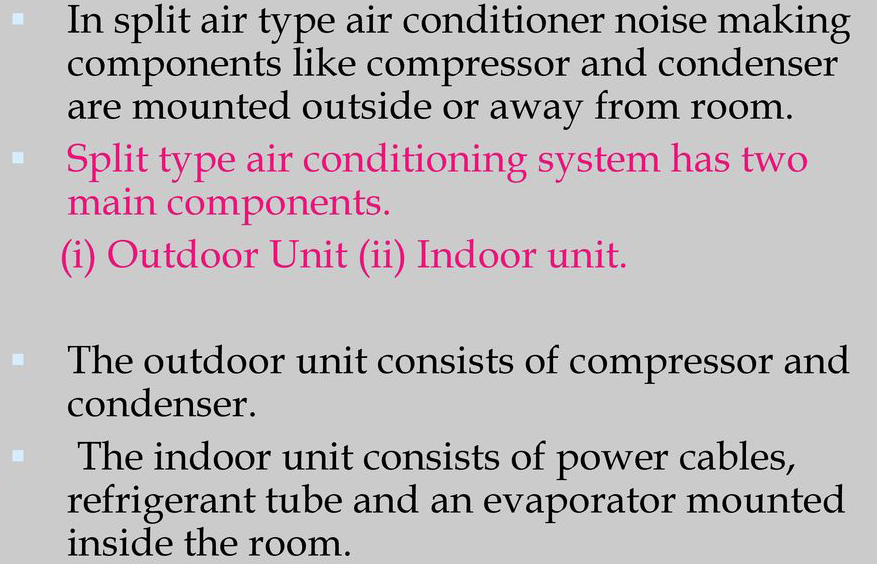 ▪ In split air type air conditioner noise making
components like compressor and condenser
are mounted outside or away from room.
▪ Split type air conditioning system has two
main components.
(i) Outdoor Unit (ii) Indoor unit.
▪ The outdoor unit consists of compressor and
condenser.
▪ The indoor unit consists of power cables,
refrigerant tube and an evaporator mounted
inside the room.